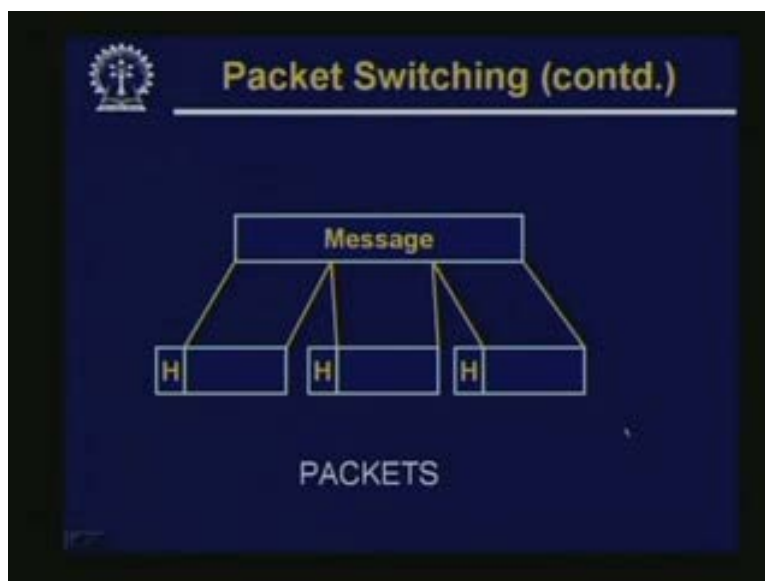 Packet Switching (contd.)
Message
H H H
PACKETS